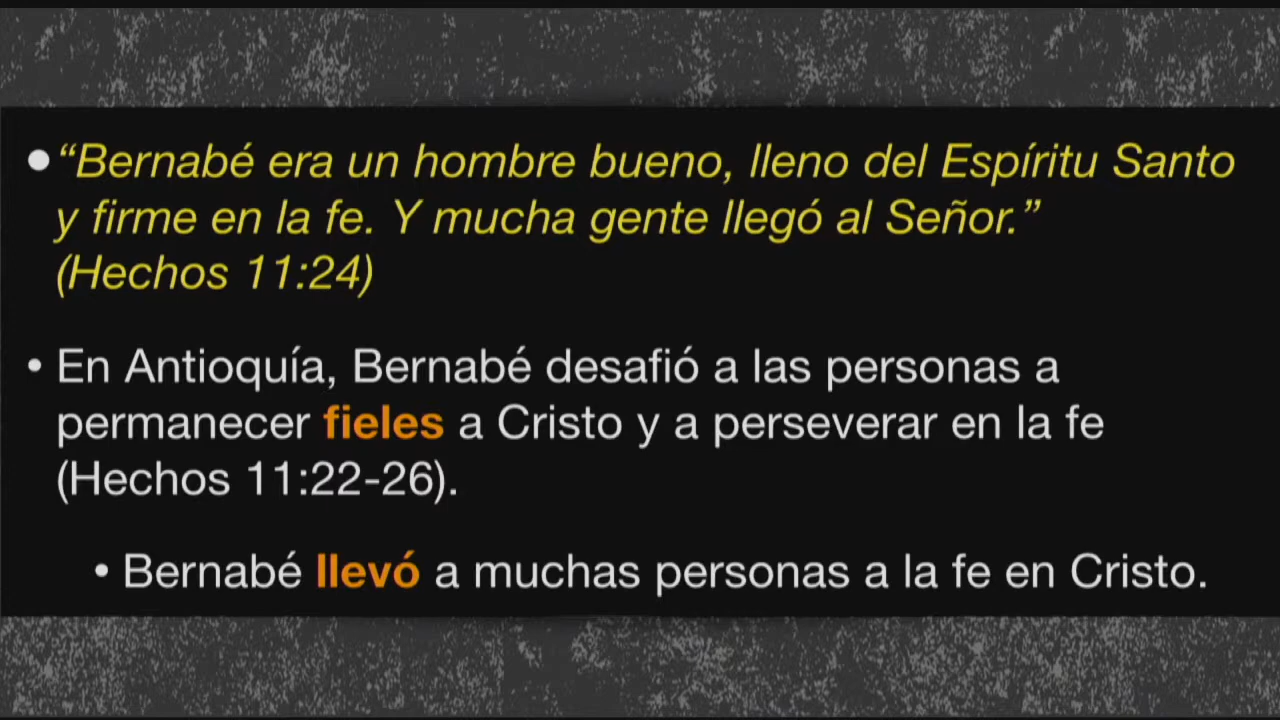 • “Bernabé era un hombre bueno, lleno del Espíritu Santo
y firme en la fe. Y mucha gente llegó al Señor.”
(Hechos 11:24)
• En Antioquía, Bernabé desafió a las personas a
permanecer fieles a Cristo y a perseverar en la fe
(Hechos 11:22-26).
• Bernabé llevó a muchas personas a la fe en Cristo.